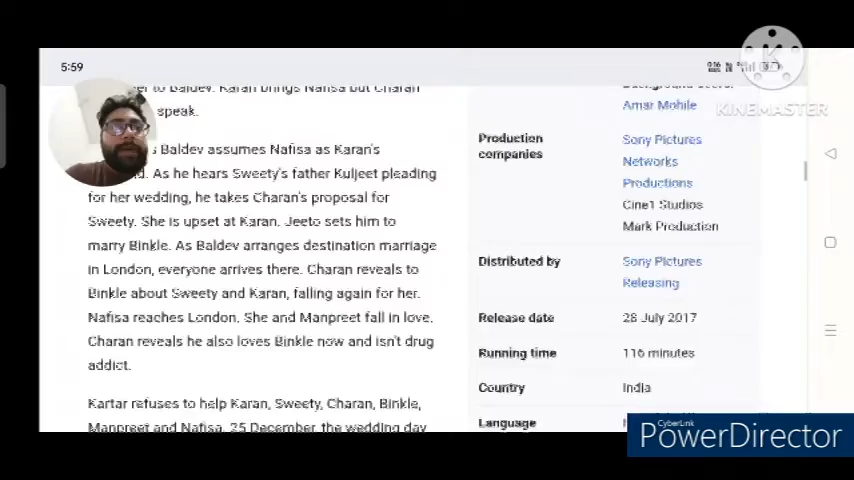 5:59
KINEMASTER
er to Baldev. Karan brings Nafisa but Charan
speak.
s Baldev assumes Nafisa as Karan's
d. As he hears Sweety's father Kuljeet pleading
for her wedding, he takes Charan's proposal for
Sweety. She is upset at Karan. Jeeto sets him to
marry Binkle. As Baldev arranges destination marriage
in London, everyone arrives there. Charan reveals to
Binkle about Sweety and Karan, falling again for her.
Nafisa reaches London. She and Manpreet fall in love.
Charan reveals he also loves Binkle now and isn't drug
addict.
Kartar refuses to help Karan, Sweety, Charan, Binkle,
Manpreet and Nafisa. 25 December, the wedding day
Amar Mohile
Production
companies
Sony Pictures
Networks
Productions
Cine1 Studios
Mark Production
Distributed by
Sony Pictures
Releasing
Release date
28 July 2017
Running time
116 minutes
Country
India
Language
CyberLink
PowerDirector